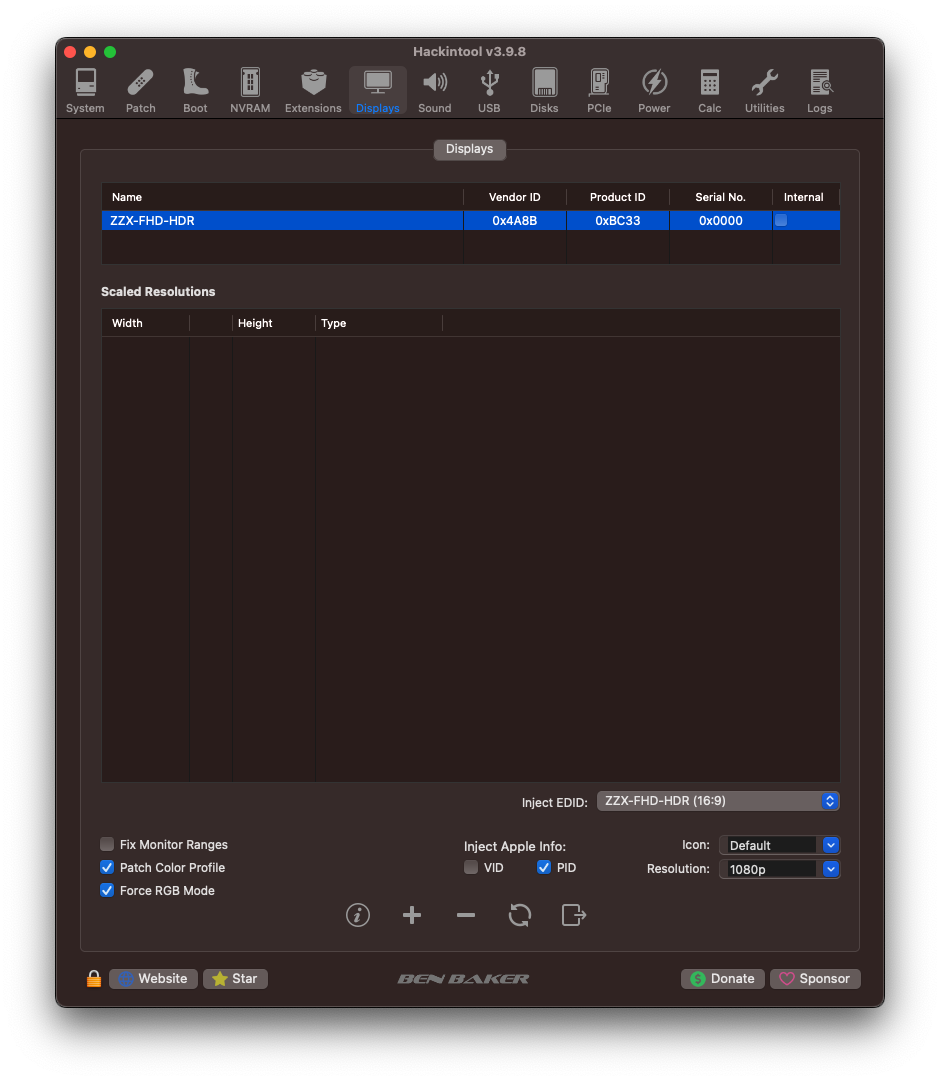 Hackintool v3.9.8
System Patch Boot NVRAM Extensions Displays Sound USB Disks PCIe Power Calc Utilities Logs
Displays
Name Vendor ID Product ID Serial No. Internal
ZZX-FHD-HDR 0x4A8B 0xBC33 0x0000
Scaled Resolutions
Width Height Type
Inject EDID: ZZX-FHD-HDR (16:9)
Fix Monitor Ranges Inject Apple Info: Icon: Default
Patch Color Profile VID PID Resolution: 1080p
Force RGB Mode
Website Star BEN BAKER Donate Sponsor